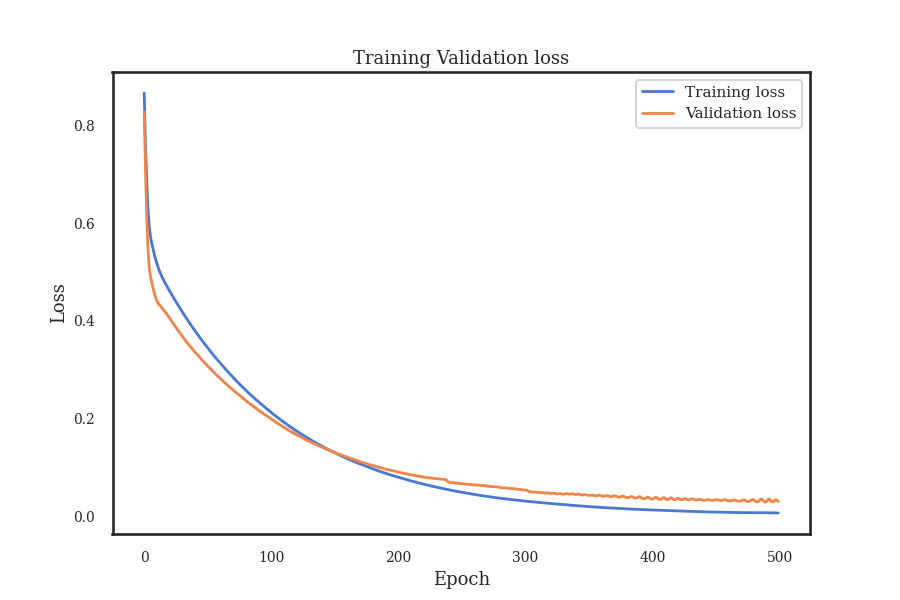 Training Validation loss
Training loss
Validation loss
0.8
0.6
0.4
0.2
0.0
Loss
0 100 200 300 400 500
Epoch